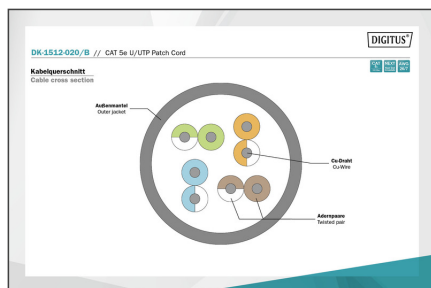 DIGITUS®
DK-1512-020/B // CAT 5e U/UTP Patch Cord
Kabelquerschnitt
Cable cross section
Außenmantel
Outer jacket
Cu-Draht
Cu-Wire
Adernpaare
Twisted pair